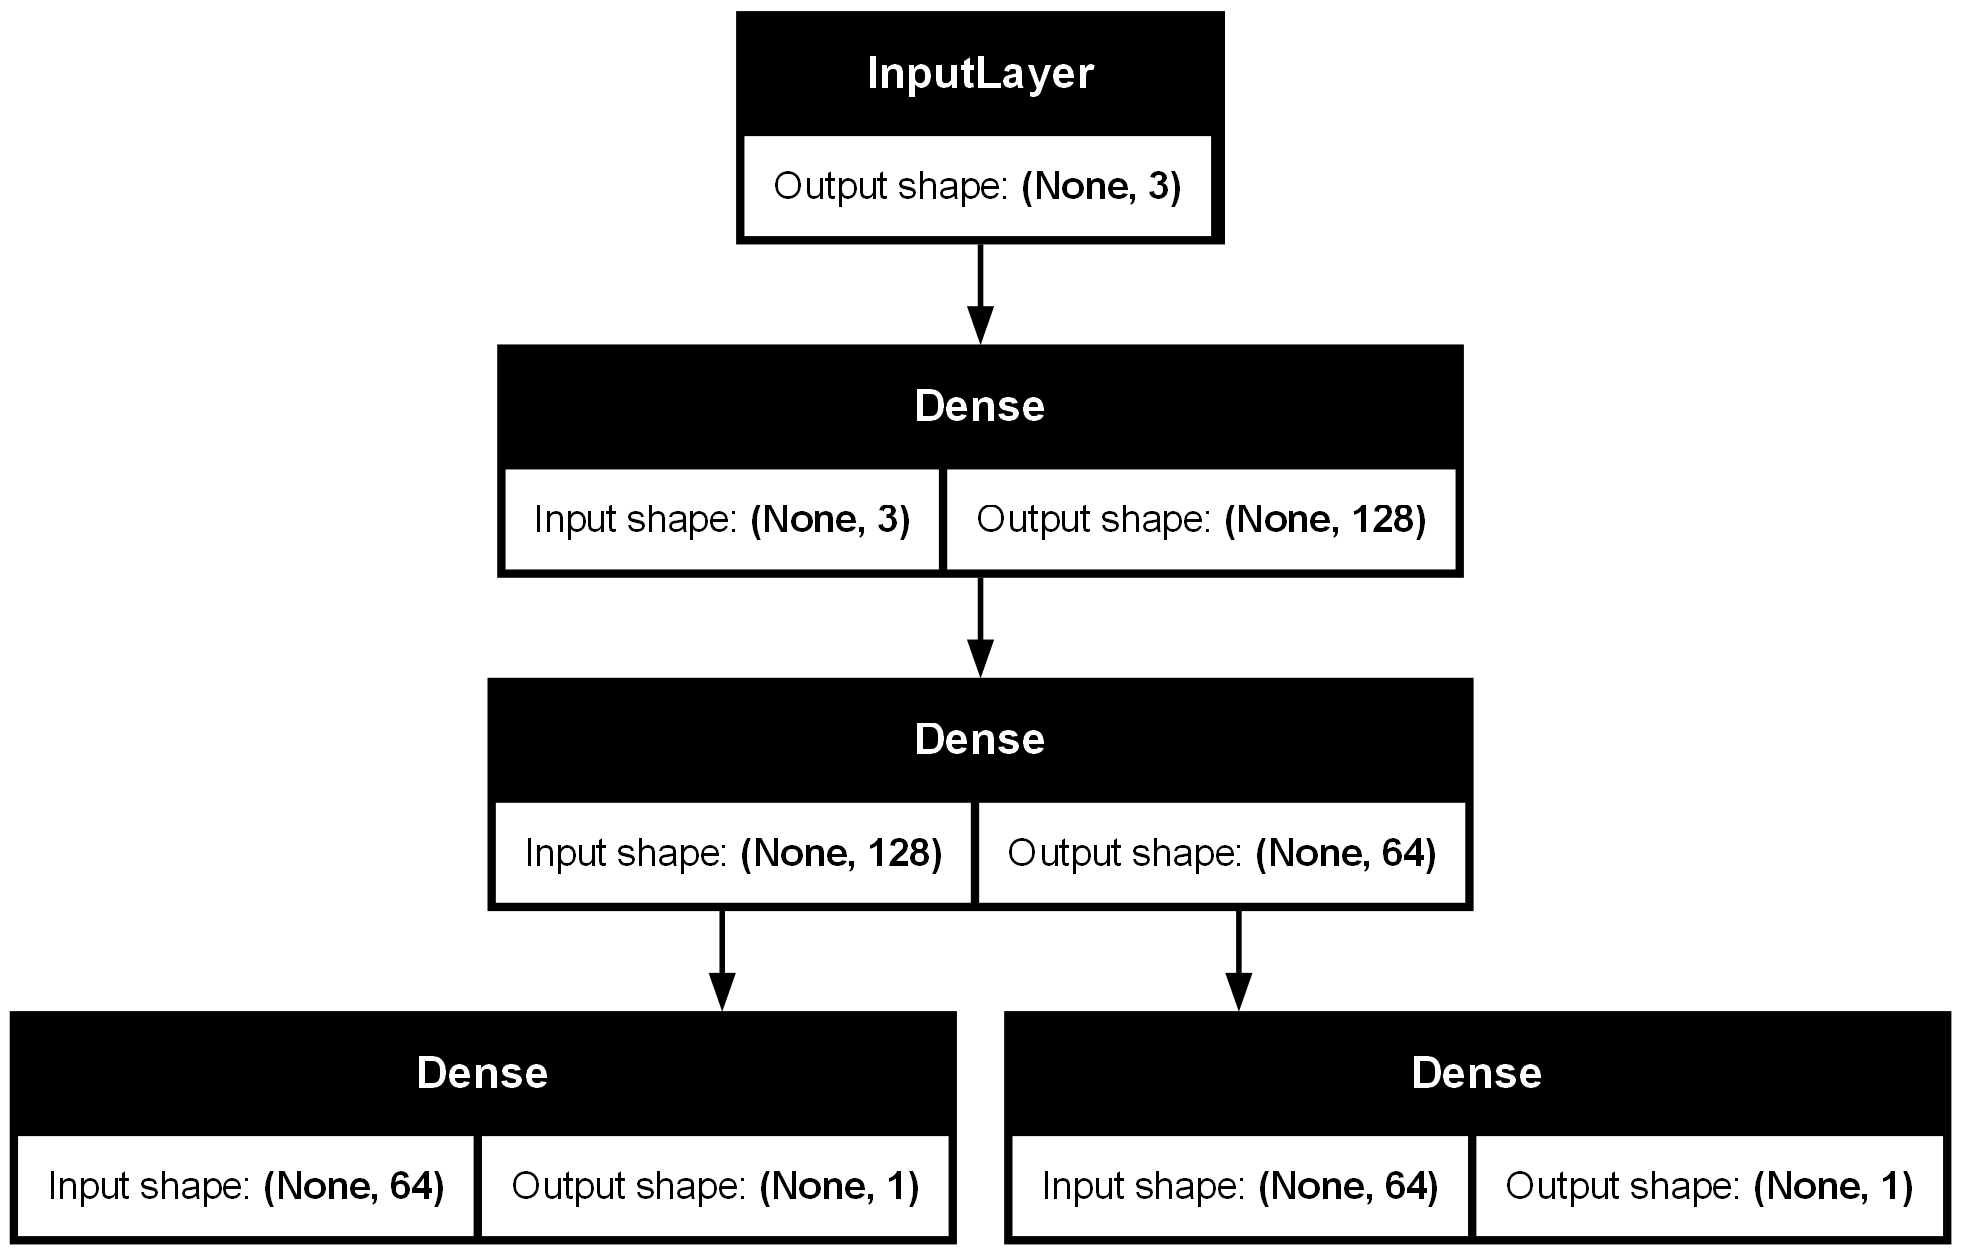 InputLayer
Output shape: (None, 3)
Dense
Input shape: (None, 3)
Output shape: (None, 128)
Dense
Input shape: (None, 128)
Output shape: (None, 64)
Dense
Input shape: (None, 64)
Output shape: (None, 1)
Dense
Input shape: (None, 64)
Output shape: (None, 1)